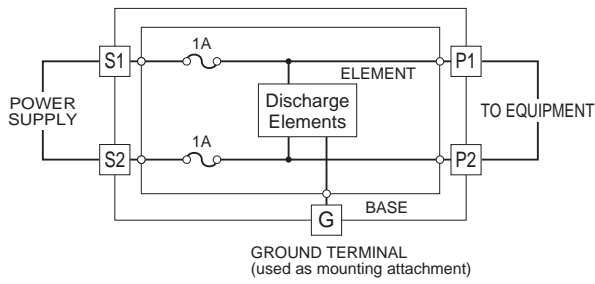 1A
S1
P1
ELEMENT
POWER
SUPPLY
Discharge
Elements
TO EQUIPMENT
1A
S2
P2
G
BASE
GROUND TERMINAL
(used as mounting attachment)